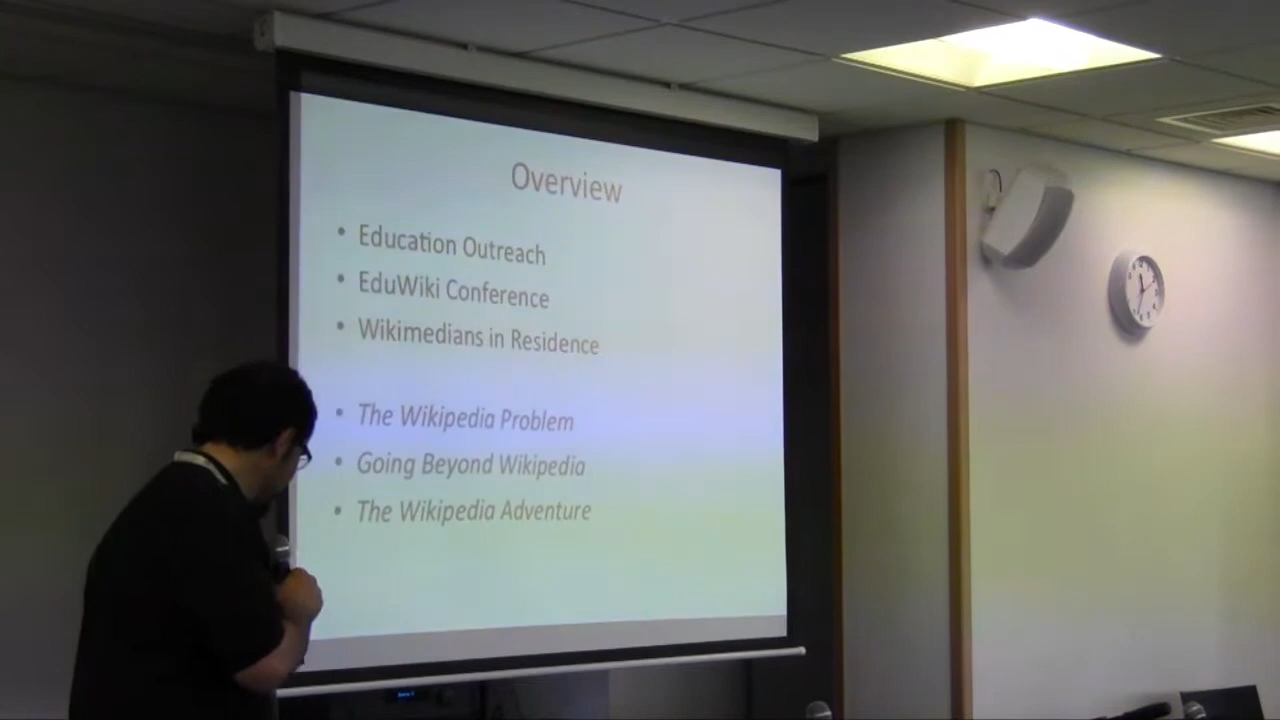 Overview
• Education Outreach
• EduWiki Conference
• Wikimedians in Residence
• The Wikipedia Problem
• Going Beyond Wikipedia
• The Wikipedia Adventure